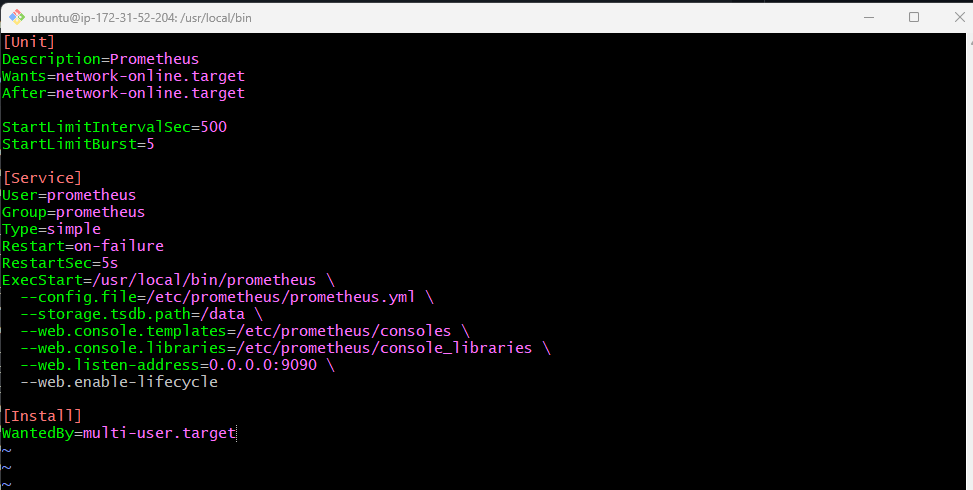 ubuntu@ip-172-31-52-204: /usr/local/bin
[Unit]
Description=Prometheus
Wants=network-online.target
After=network-online.target

StartLimitIntervalSec=500
StartLimitBurst=5

[Service]
User=prometheus
Group=prometheus
Type=simple
Restart=on-failure
RestartSec=5s
ExecStart=/usr/local/bin/prometheus \
  --config.file=/etc/prometheus/prometheus.yml \
  --storage.tsdb.path=/data \
  --web.console.templates=/etc/prometheus/consoles \
  --web.console.libraries=/etc/prometheus/console_libraries \
  --web.listen-address=0.0.0.0:9090 \
  --web.enable-lifecycle

[Install]
WantedBy=multi-user.target
~
~
~